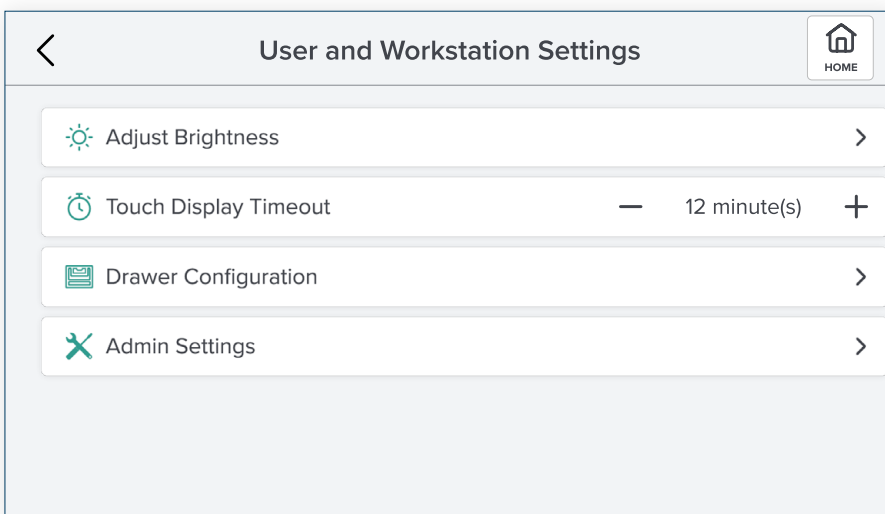 User and Workstation Settings
HOME
Adjust Brightness
Touch Display Timeout
12 minute(s)
Drawer Configuration
Admin Settings